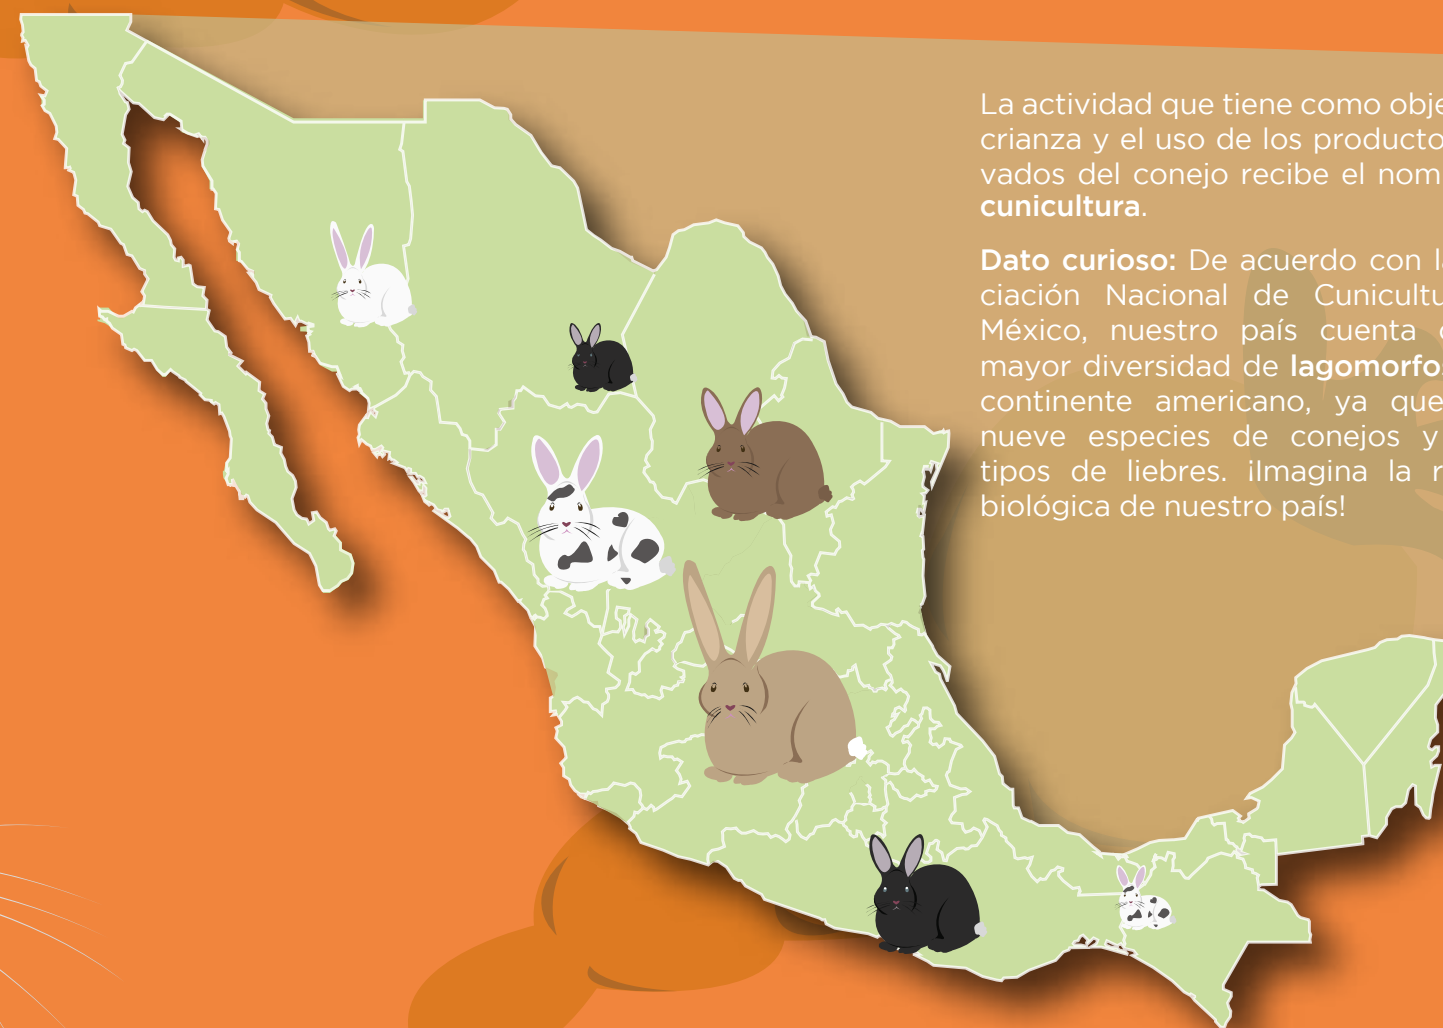 La actividad que tiene como obje
crianza y el uso de los producto
vados del conejo recibe el nom
cunicultura.
Dato curioso: De acuerdo con l
ciación Nacional de Cunicultu
México, nuestro país cuenta
mayor diversidad de lagomorfos
continente americano, ya que
nueve especies de conejos y
tipos de liebres. ¡Imagina la r
biológica de nuestro país!